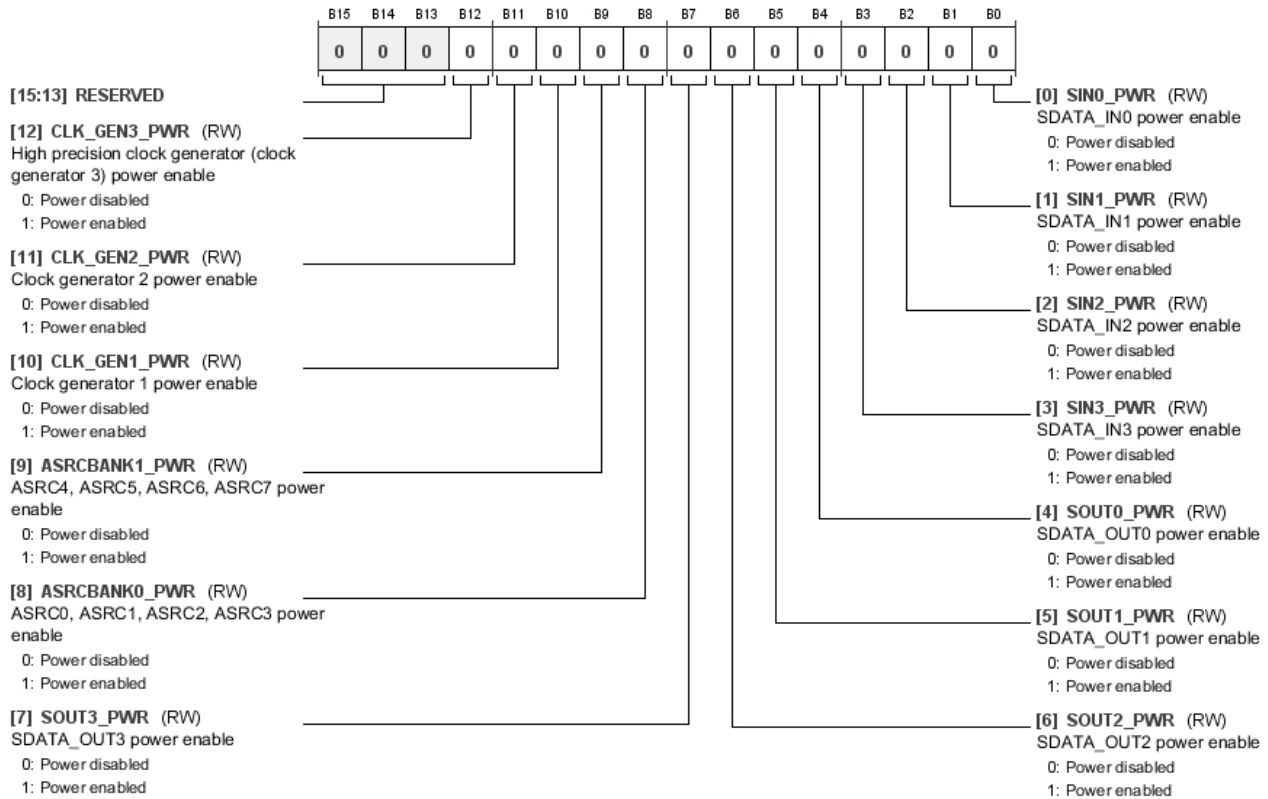 B15 B14 B13 B12 B11 B10 B9 B8 B7 B6 B5 B4 B3 B2 B1 B0
0 0 0 0 0 0 0 0 0 0 0 0 0 0 0 0
[15:13] RESERVED
[12] CLK_GEN3_PWR (RW)
High precision clock generator (clock
generator 3) power enable
0: Power disabled
1: Power enabled
[11] CLK_GEN2_PWR (RW)
Clock generator 2 power enable
0: Power disabled
1: Power enabled
[10] CLK_GEN1_PWR (RW)
Clock generator 1 power enable
0: Power disabled
1: Power enabled
[9] ASRCBANK1_PWR (RW)
ASRC4, ASRC5, ASRC6, ASRC7 power
enable
0: Power disabled
1: Power enabled
[8] ASRCBANK0_PWR (RW)
ASRC0, ASRC1, ASRC2, ASRC3 power
enable
0: Power disabled
1: Power enabled
[7] SOUT3_PWR (RW)
SDATA_OUT3 power enable
0: Power disabled
1: Power enabled
[0] SIN0_PWR (RW)
SDATA_IN0 power enable
0: Power disabled
1: Power enabled
[1] SIN1_PWR (RW)
SDATA_IN1 power enable
0: Power disabled
1: Power enabled
[2] SIN2_PWR (RW)
SDATA_IN2 power enable
0: Power disabled
1: Power enabled
[3] SIN3_PWR (RW)
SDATA_IN3 power enable
0: Power disabled
1: Power enabled
[4] SOUT0_PWR (RW)
SDATA_OUT0 power enable
0: Power disabled
1: Power enabled
[5] SOUT1_PWR (RW)
SDATA_OUT1 power enable
0: Power disabled
1: Power enabled
[6] SOUT2_PWR (RW)
SDATA_OUT2 power enable
0: Power disabled
1: Power enabled